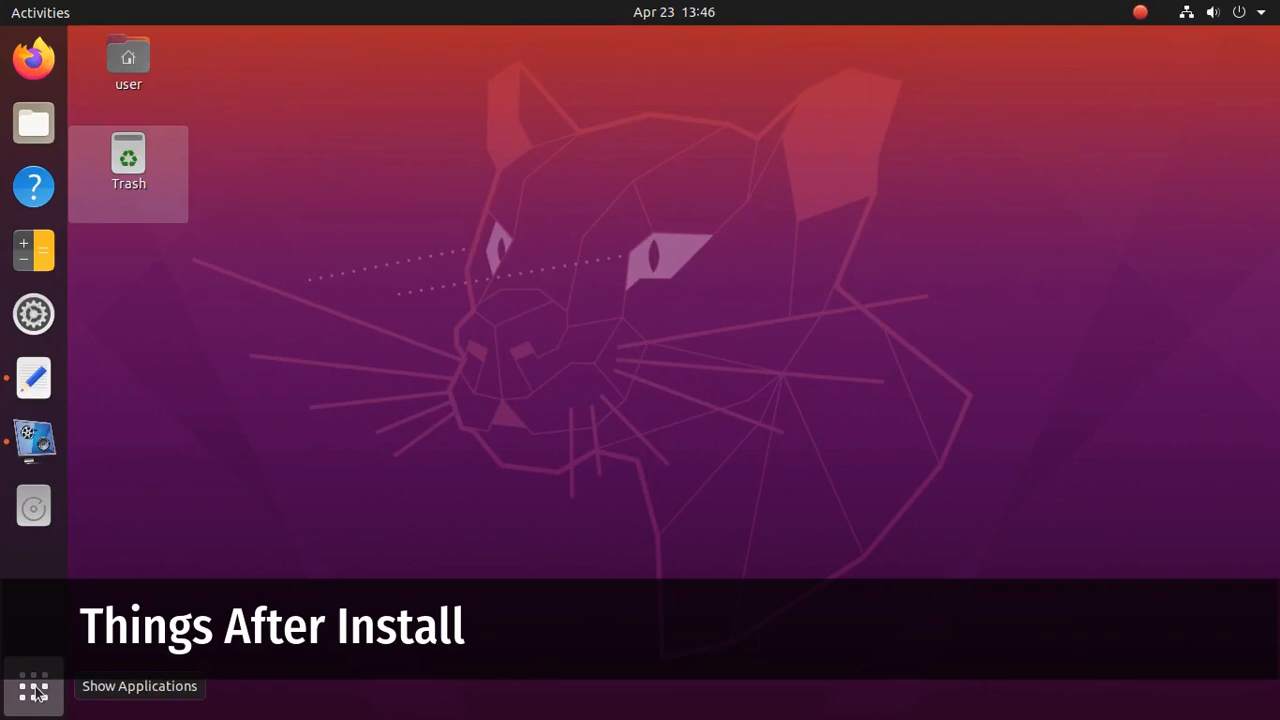 Activities
Apr 23 13:46
user
Trash
Things After Install
Show Applications